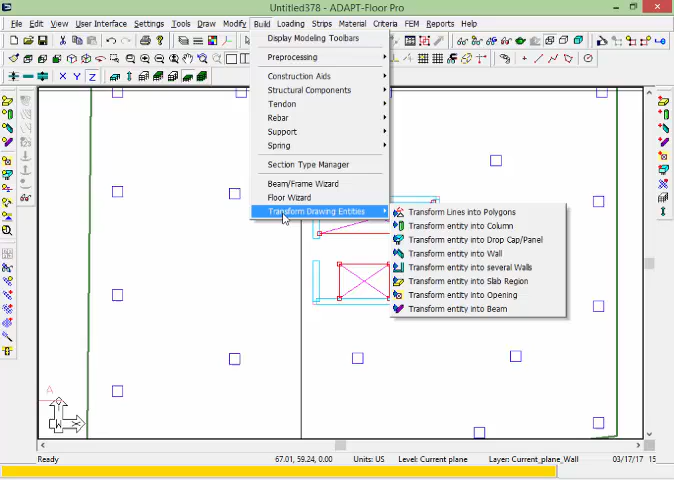 Untitled378 - ADAPT-Floor Pro
File Edit View User Interface Settings Tools Draw Modify Build Loading Strips Material Criteria FEM Reports Help
Display Modeling Toolbars
Preprocessing
Construction Aids
Structural Components
Tendon
Rebar
Support
Spring
Section Type Manager
Beam/Frame Wizard
Floor Wizard
Transform Drawing Entities
Transform Lines into Polygons
Transform entity into Column
Transform entity into Drop Cap/Panel
Transform entity into Wall
Transform entity into several Walls
Transform entity into Slab Region
Transform entity into Opening
Transform entity into Beam
X Y Z
A
W
Ready 67.01, 59.24, 0.00 Units: US Level: Current plane Layer: Current_plane_Wall 03/17/17 15